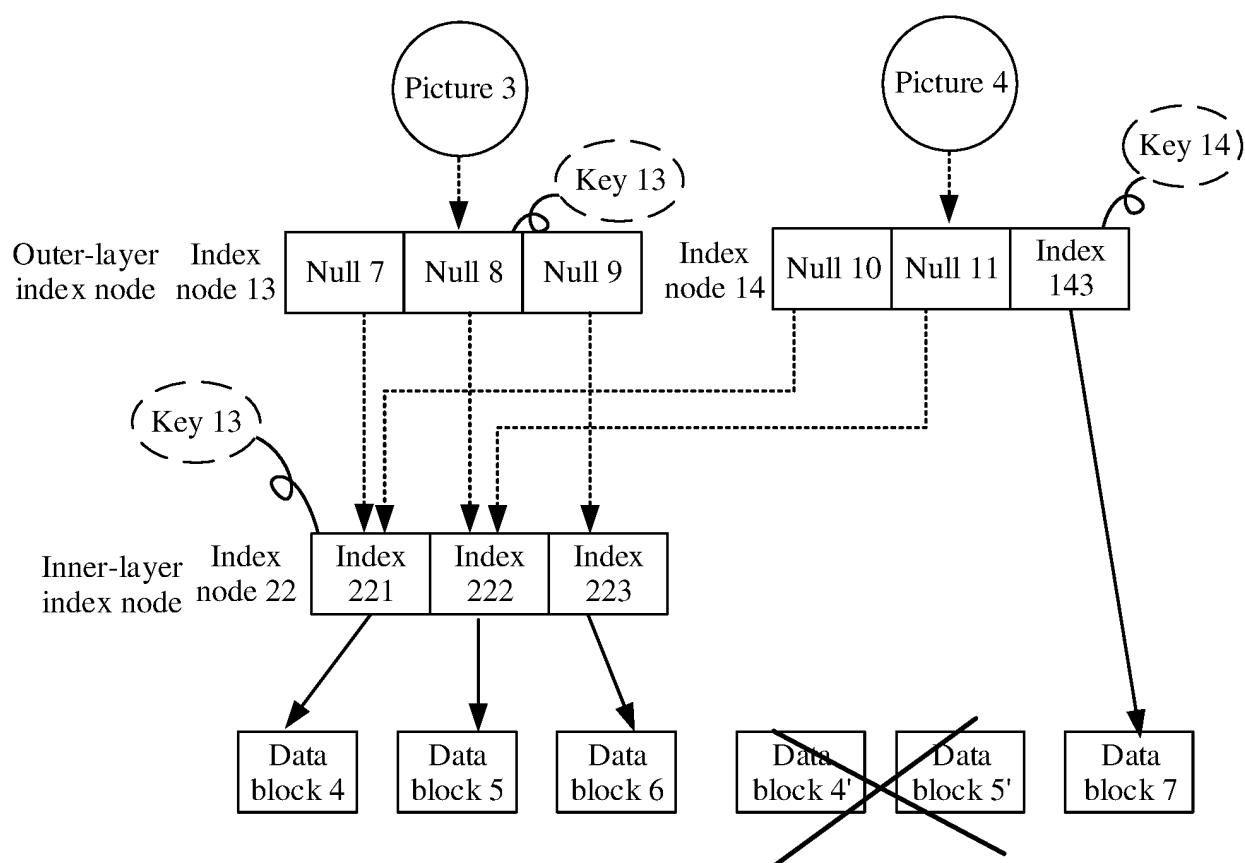 Picture 3
Picture 4
Key 13
Key 14
Outer-layer
index node
Index
node 13
Null 7
Null 8
Null 9
Index
node 14
Null 10
Null 11
Index
143
Key 13
Inner-layer
index node
Index
node 22
Index
221
Index
222
Index
223
Data
block 4
Data
block 5
Data
block 6
Data
block 4'
Data
block 5'
Data
block 7